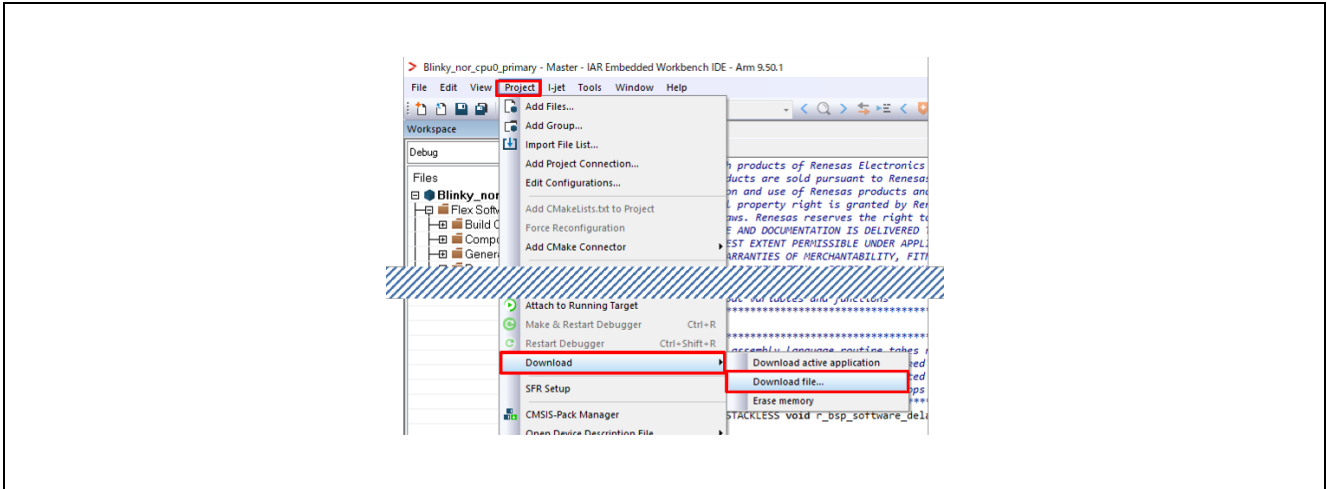 Blinky_nor_cpu0_primary - Master - IAR Embedded Workbench IDE - Arm 9.50.1
File Edit View Project I-jet Tools Window Help
Workspace
Debug
Files
Blinky_nor
Flex Softw
Build C
Compo
Genera
Add Files...
Add Group...
Import File List...
Add Project Connection...
Edit Configurations...
Add CMakeLists.txt to Project
Force Reconfiguration
Add CMake Connector
products of Renesas Electronics
ducts are sold pursuant to Renesas
on and use of Renesas products and
property right is granted by Ren
aws. Renesas reserves the right to
E AND DOCUMENTATION IS DELIVERED
EST EXTENT PERMISSIBLE UNDER APPL
ARRANTIES OF MERCHANTABILITY, FITN
Attach to Running Target
Make & Restart Debugger Ctrl+R
Restart Debugger Ctrl+Shift+R
Download
SFR Setup
CMSIS-Pack Manager
Open Device Description File
variables and functions
****************************
****************************
assembly language routine takes
Download active application
Download file...
Erase memory
STACKLESS void r_bsp_software_dela